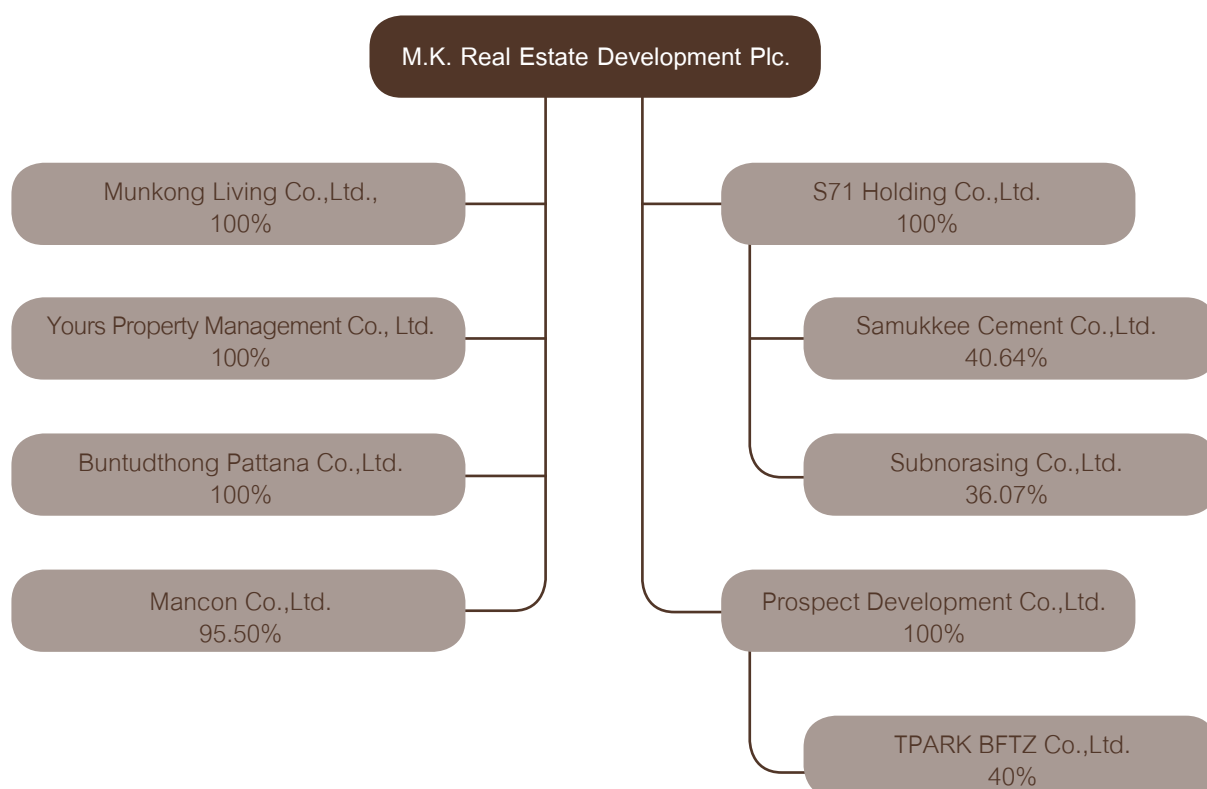 M.K. Real Estate Development Plc.
Munkong Living Co.,Ltd.,
100%
Yours Property Management Co., Ltd.
100%
Buntudthong Pattana Co.,Ltd.
100%
Mancon Co.,Ltd.
95.50%
S71 Holding Co.,Ltd.
100%
Samukkee Cement Co.,Ltd.
40.64%
Subnorasing Co.,Ltd.
36.07%
Prospect Development Co.,Ltd.
100%
TPARK BFTZ Co.,Ltd.
40%